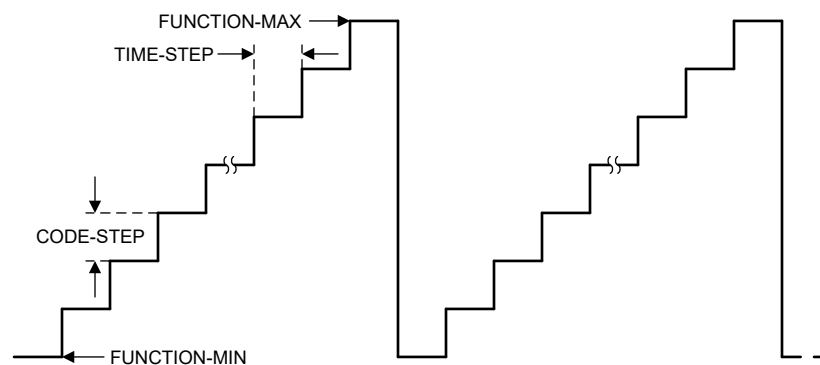 FUNCTION-MAX
TIME-STEP
CODE-STEP
FUNCTION-MIN